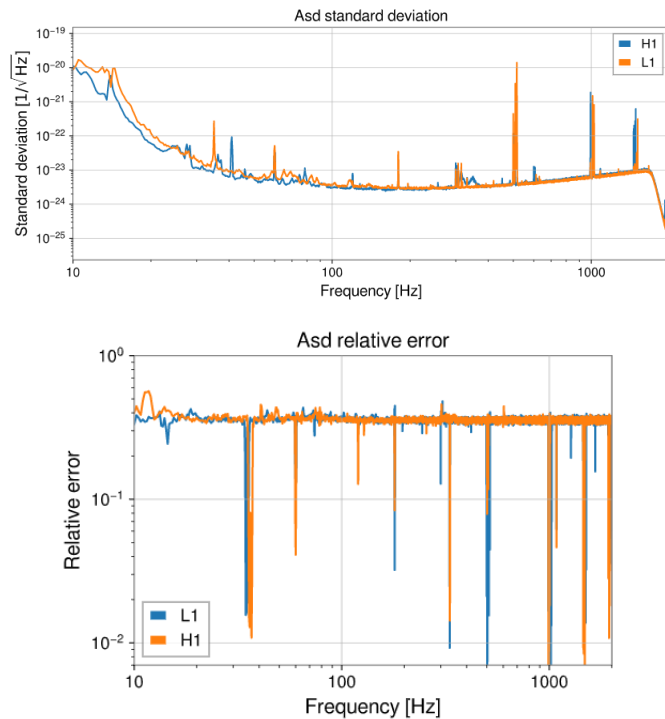 Asd standard deviation
Standard deviation [1/√Hz]
10⁻¹⁹
10⁻²⁰
10⁻²¹
10⁻²²
10⁻²³
10⁻²⁴
10⁻²⁵
H1
L1
10
100
1000
Frequency [Hz]
Asd relative error
Relative error
10⁰
10⁻¹
10⁻²
L1
H1
10
100
1000
Frequency [Hz]